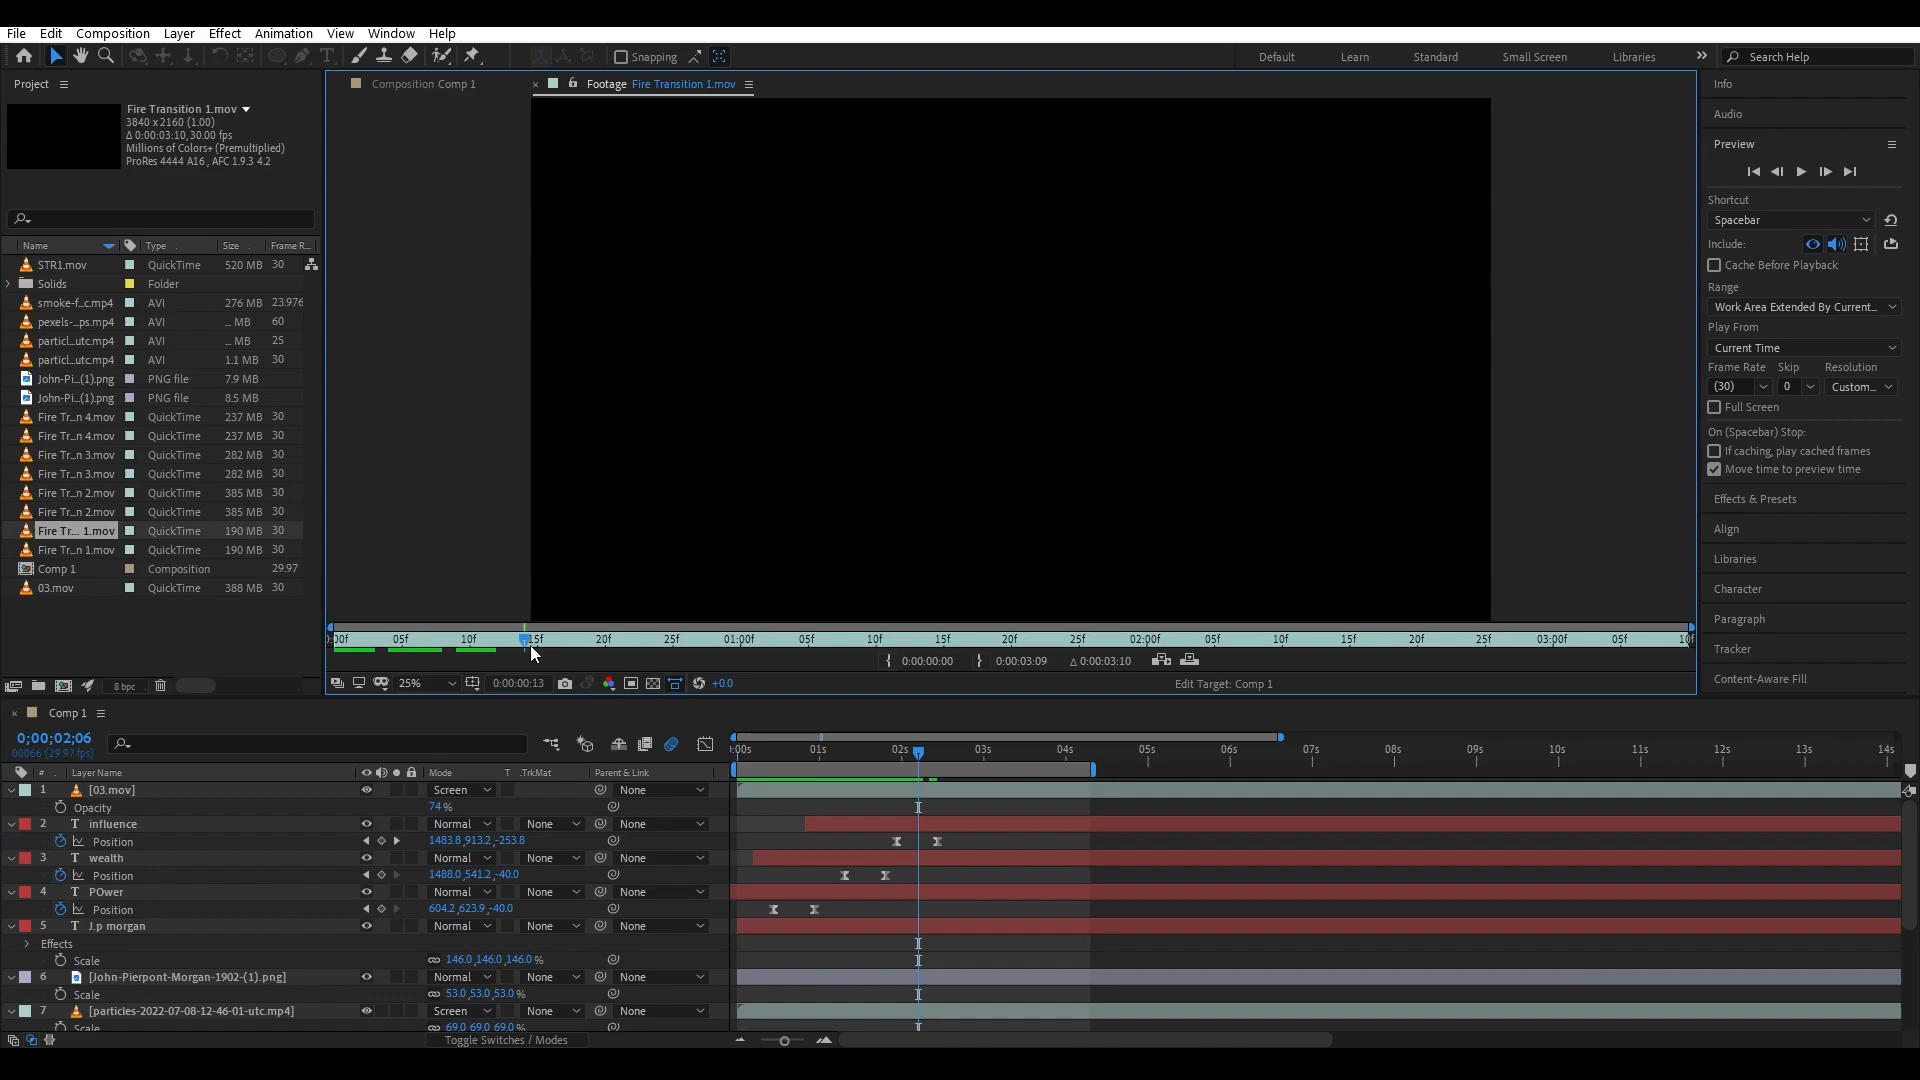 File Edit Composition Layer Effect Animation View Window Help
Snapping Default Learn Standard Small Screen Libraries Search Help
Project
Fire Transition 1.mov
3840 x 2160 (1.00)
Δ 0:00:03:10, 30.00 fps
Millions of Colors+ (Premultiplied)
ProRes 4444 A16 , AFC 1.9.3 4.2
Name Type Size Frame R...
STR1.mov QuickTime 520 MB 30
Solids Folder
smoke-f...c.mp4 AVI 276 MB 23.976
pexels-...ps.mp4 AVI ... MB 60
particl...utc.mp4 AVI ... MB 25
particl...utc.mp4 AVI 1.1 MB 30
John-Pi...(1).png PNG file 7.9 MB
John-Pi...(1).png PNG file 8.5 MB
Fire Tr...n 4.mov QuickTime 237 MB 30
Fire Tr...n 4.mov QuickTime 237 MB 30
Fire Tr...n 3.mov QuickTime 282 MB 30
Fire Tr...n 3.mov QuickTime 282 MB 30
Fire Tr...n 2.mov QuickTime 385 MB 30
Fire Tr...n 2.mov QuickTime 385 MB 30
Fire Tr... 1.mov QuickTime 190 MB 30
Fire Tr...n 1.mov QuickTime 190 MB 30
Comp 1 Composition 29.97
03.mov QuickTime 388 MB 30
8 bpc
Composition Comp 1 Footage Fire Transition 1.mov
:00f 05f 10f 15f 20f 25f 01:00f 05f 10f 15f 20f 25f 02:00f 05f 10f 15f 20f 25f 03:00f 05f 10f
0:00:00:00 0:00:03:09 Δ 0:00:03:10
25% 0:00:00:13 +0.0 Edit Target: Comp 1
Info
Audio
Preview
Shortcut
Spacebar
Include:
Cache Before Playback
Range
Work Area Extended By Current...
Play From
Current Time
Frame Rate Skip Resolution
(30) 0 Custom...
Full Screen
On (Spacebar) Stop:
If caching, play cached frames
Move time to preview time
Effects & Presets
Align
Libraries
Character
Paragraph
Tracker
Content-Aware Fill
Comp 1
0;00;02;06
00066 (29.97 fps)
:00s 01s 02s 03s 04s 05s 06s 07s 08s 09s 10s 11s 12s 13s 14s
# Layer Name Mode T .TrkMat Parent & Link
1 [03.mov] Screen None
Opacity 74%
2 T influence Normal None None
Position 1483.8,913.2,-253.8
3 T wealth Normal None None
Position 1488.0,541.2,-40.0
4 T POwer Normal None None
Position 604.2,623.9,-40.0
5 T J.p morgan Normal None None
Effects
Scale 146.0,146.0,146.0%
6 [John-Pierpont-Morgan-1902-(1).png] Normal None None
Scale 53.0,53.0,53.0%
7 [particles-2022-07-08-12-46-01-utc.mp4] Screen None None
Scale 69.0,69.0,69.0%
Toggle Switches / Modes